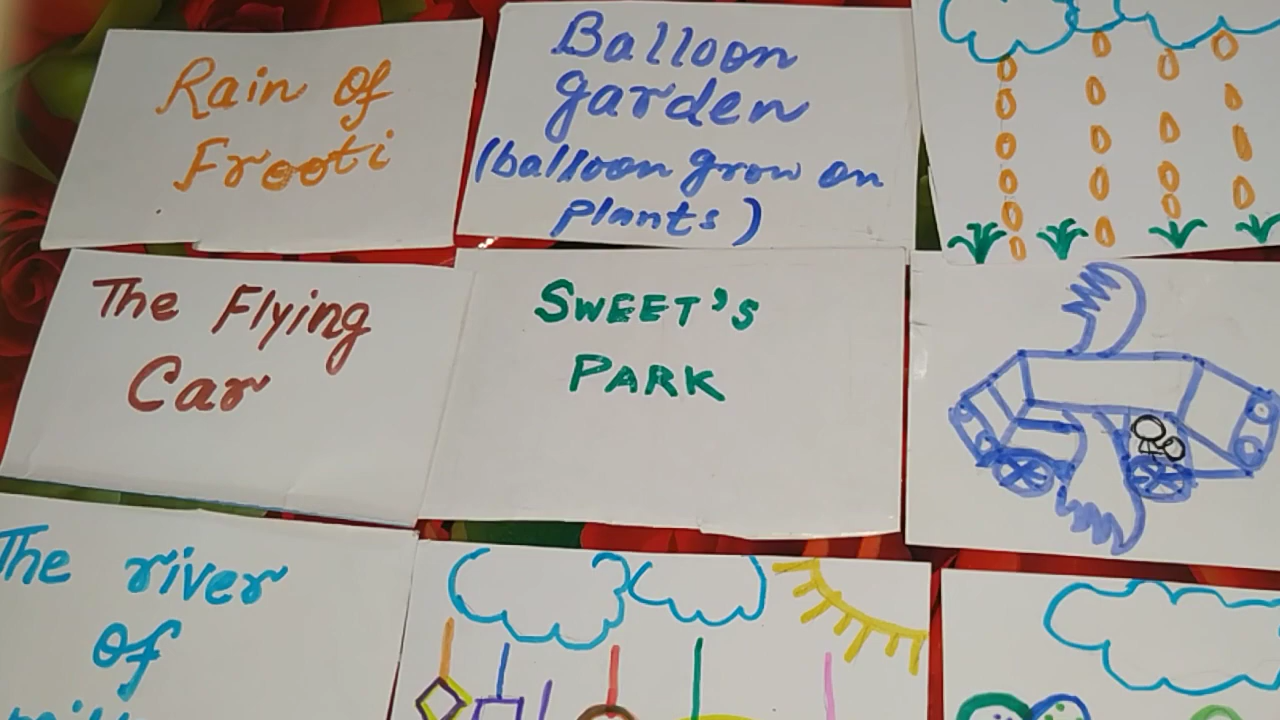 Rain of
Frooti
Balloon
garden
(balloon grow on
plants)
The Flying
Car
SWEET'S
PARK
The river
of